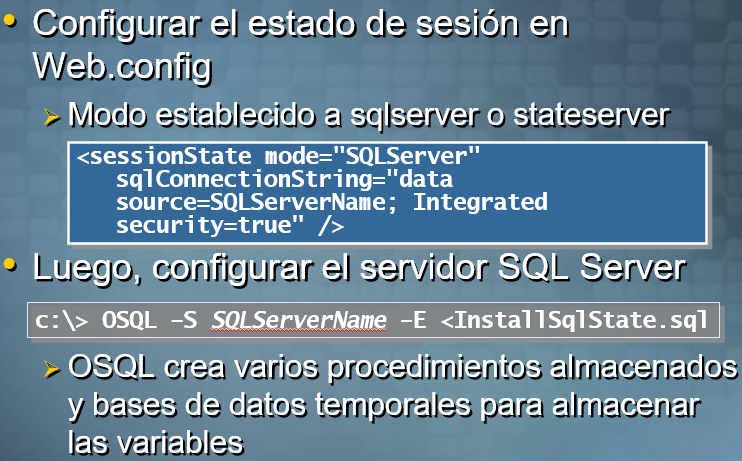 Configurar el estado de sesión en
Web.config
Modo establecido a sqlserver o stateserver
<sessionState mode="SQLServer"
sqlConnectionString="data
source=SQLServerName; Integrated
security=true" />
Luego, configurar el servidor SQL Server
c:\> OSQL –S SQLServerName –E <InstallSqlState.sql
OSQL crea varios procedimientos almacenados
y bases de datos temporales para almacenar
las variables